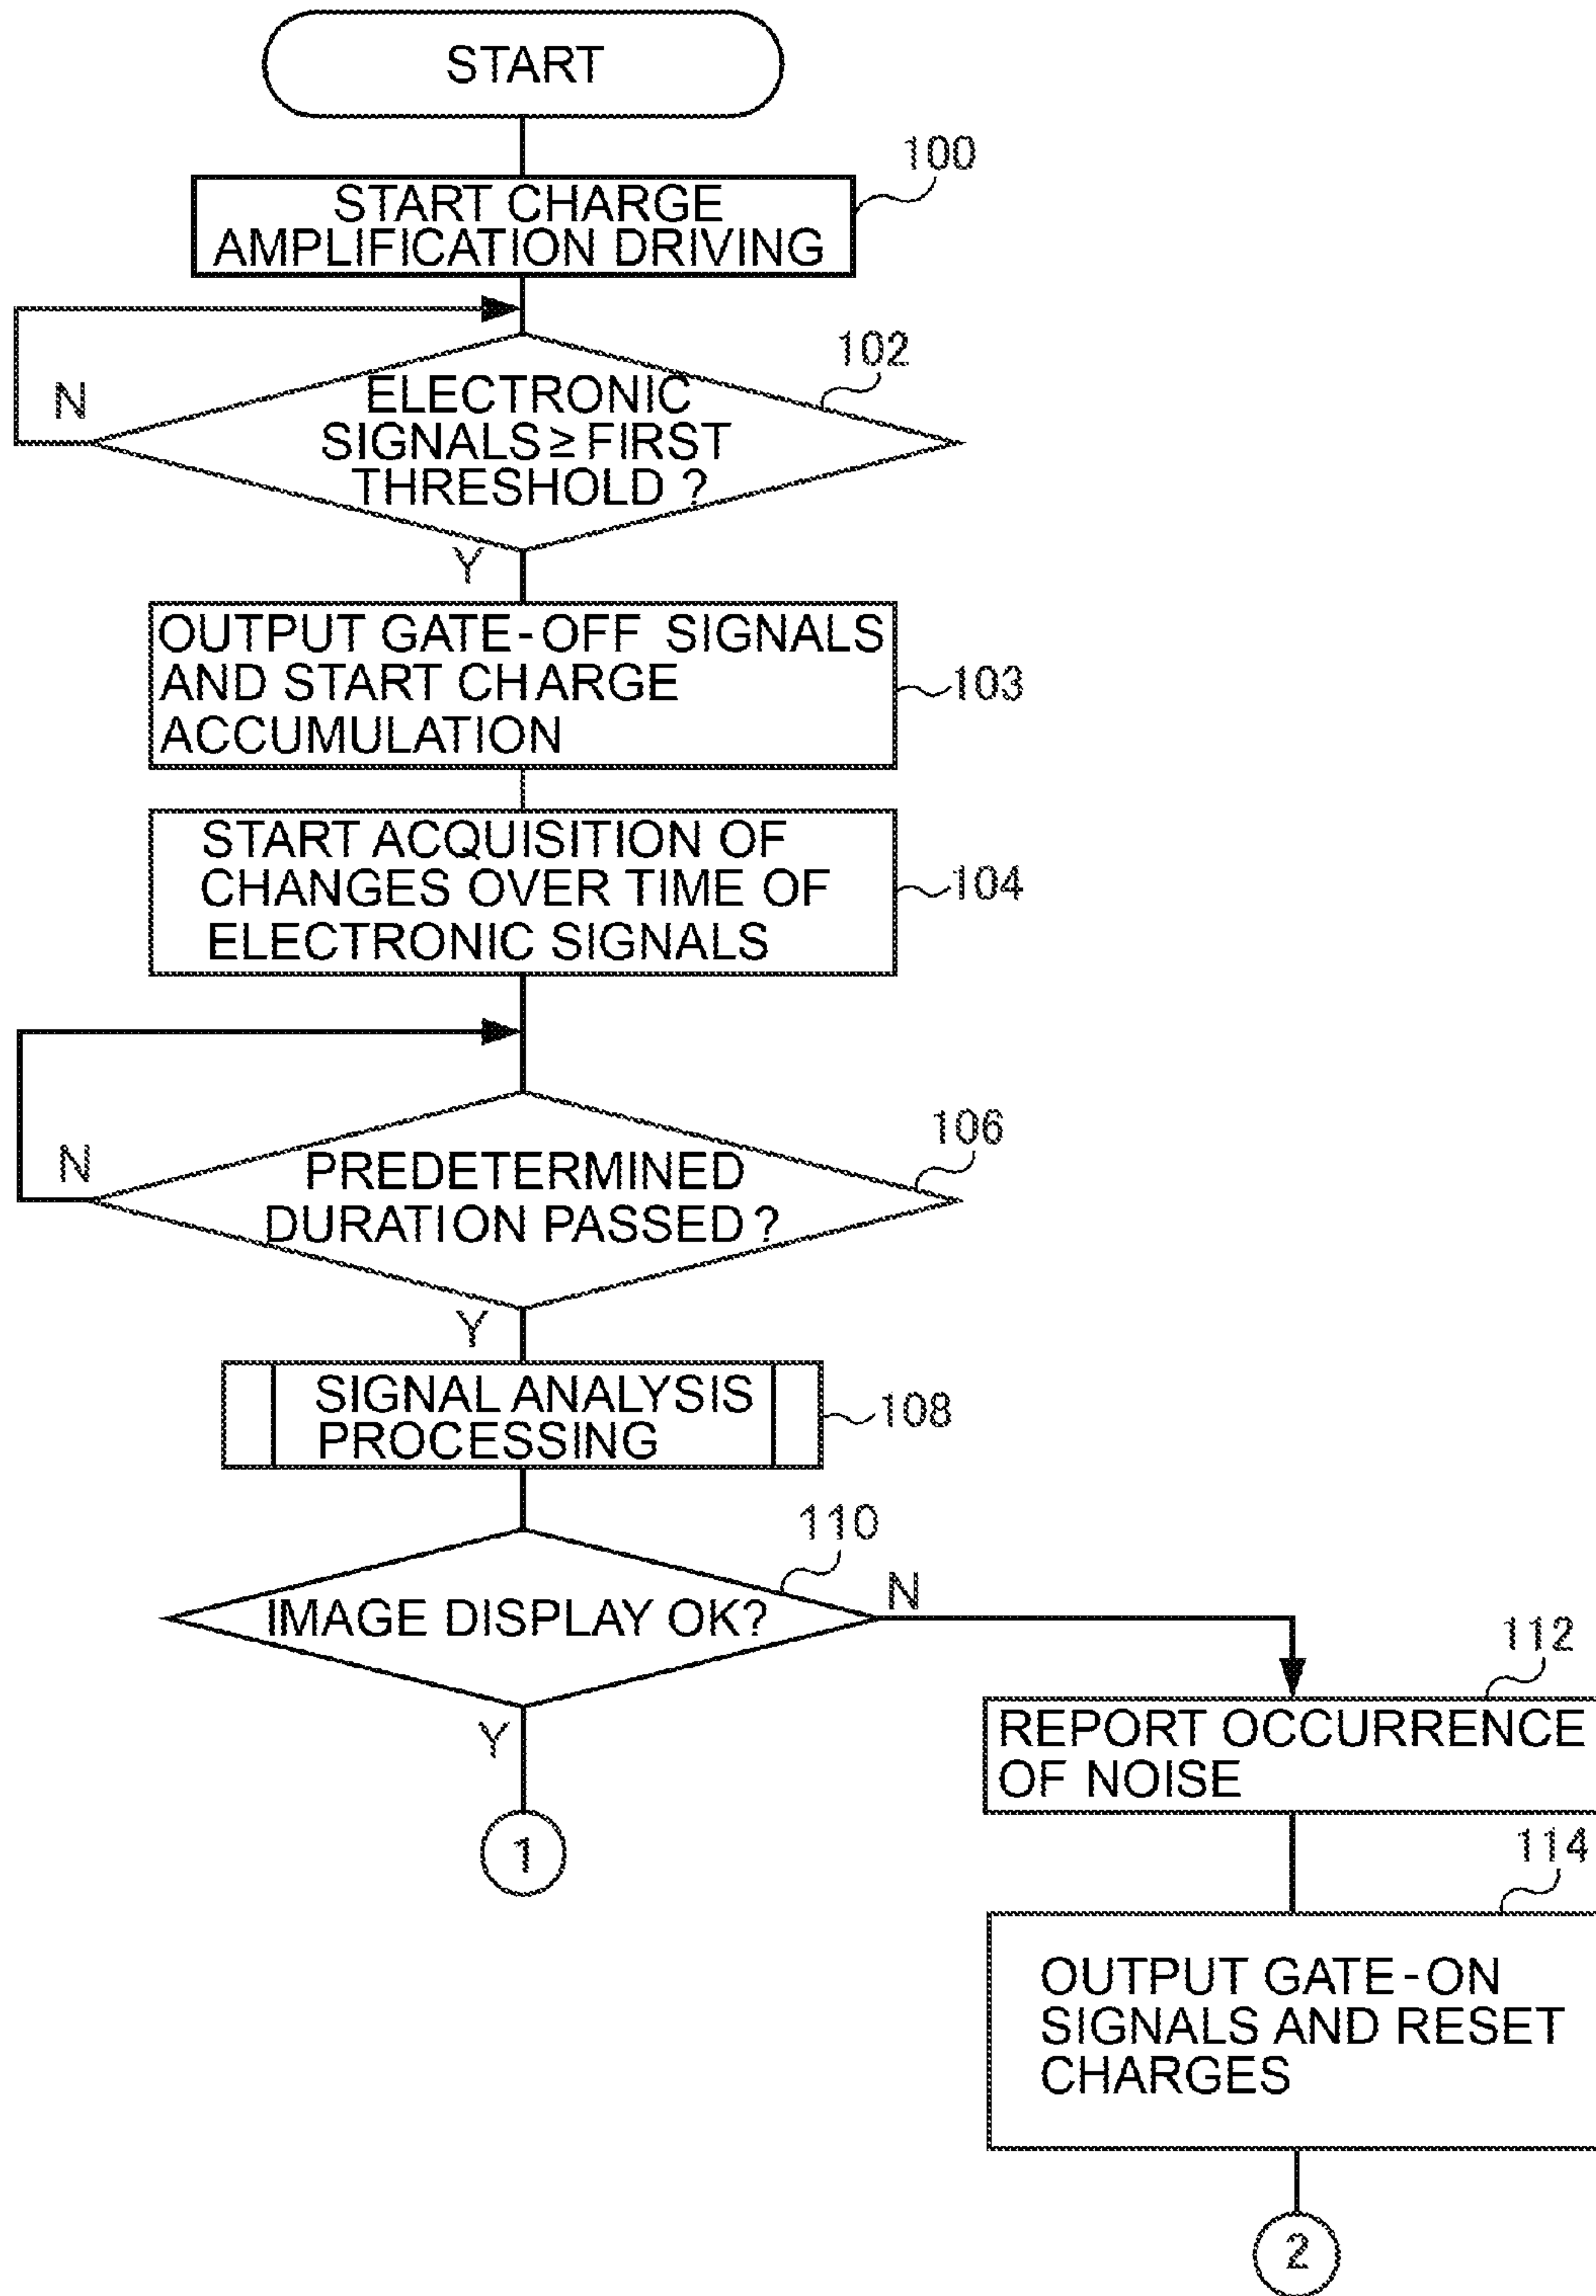 START
100
START CHARGE
AMPLIFICATION DRIVING
102
N
ELECTRONIC
SIGNALS ≥ FIRST
THRESHOLD ?
Y
OUTPUT GATE-OFF SIGNALS
AND START CHARGE
ACCUMULATION
103
START ACQUISITION OF
CHANGES OVER TIME OF
ELECTRONIC SIGNALS
104
106
N
PREDETERMINED
DURATION PASSED ?
Y
SIGNAL ANALYSIS
PROCESSING
108
110
N
IMAGE DISPLAY OK?
112
Y
REPORT OCCURRENCE
OF NOISE
1
114
OUTPUT GATE-ON
SIGNALS AND RESET
CHARGES
2